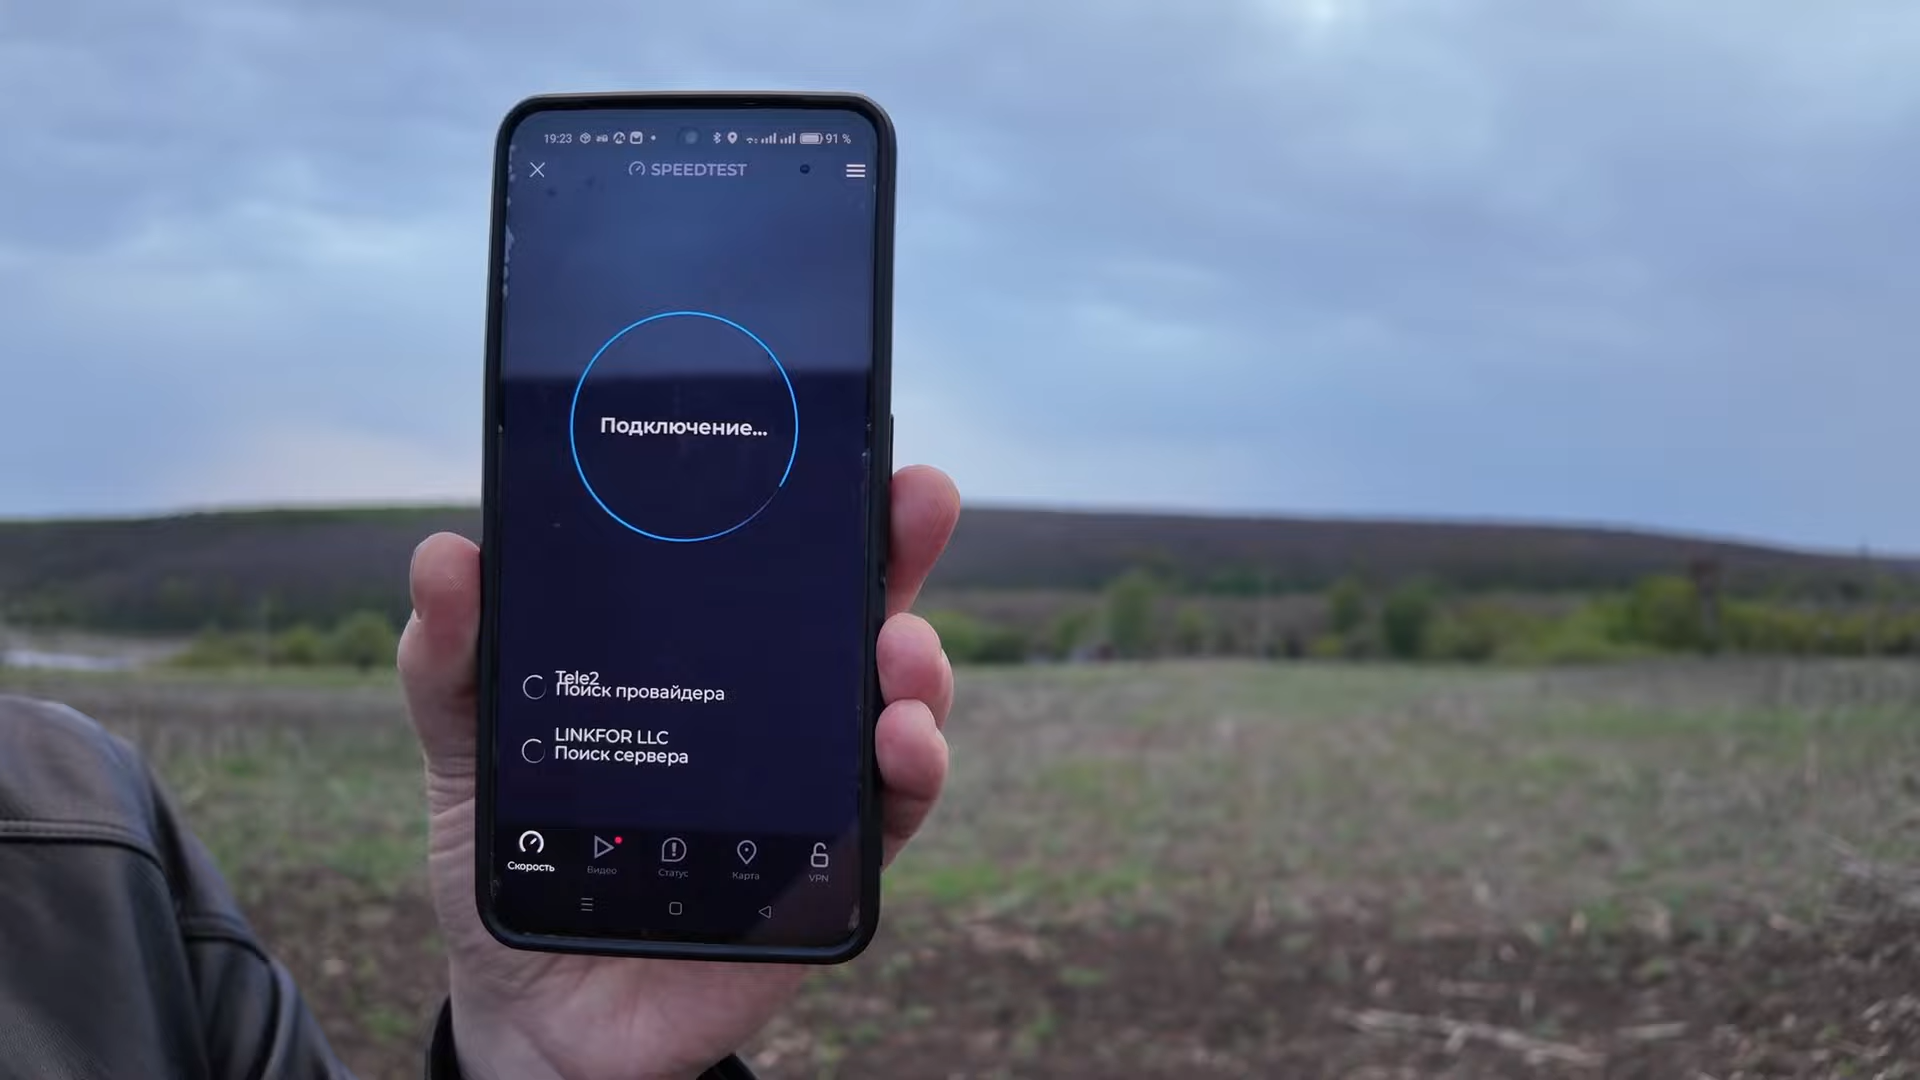 19:23
91 %
SPEEDTEST
Подключение...
Tele2
Поиск провайдера
LINKFOR LLC
Поиск сервера
Скорость Видео Статус Карта VPN